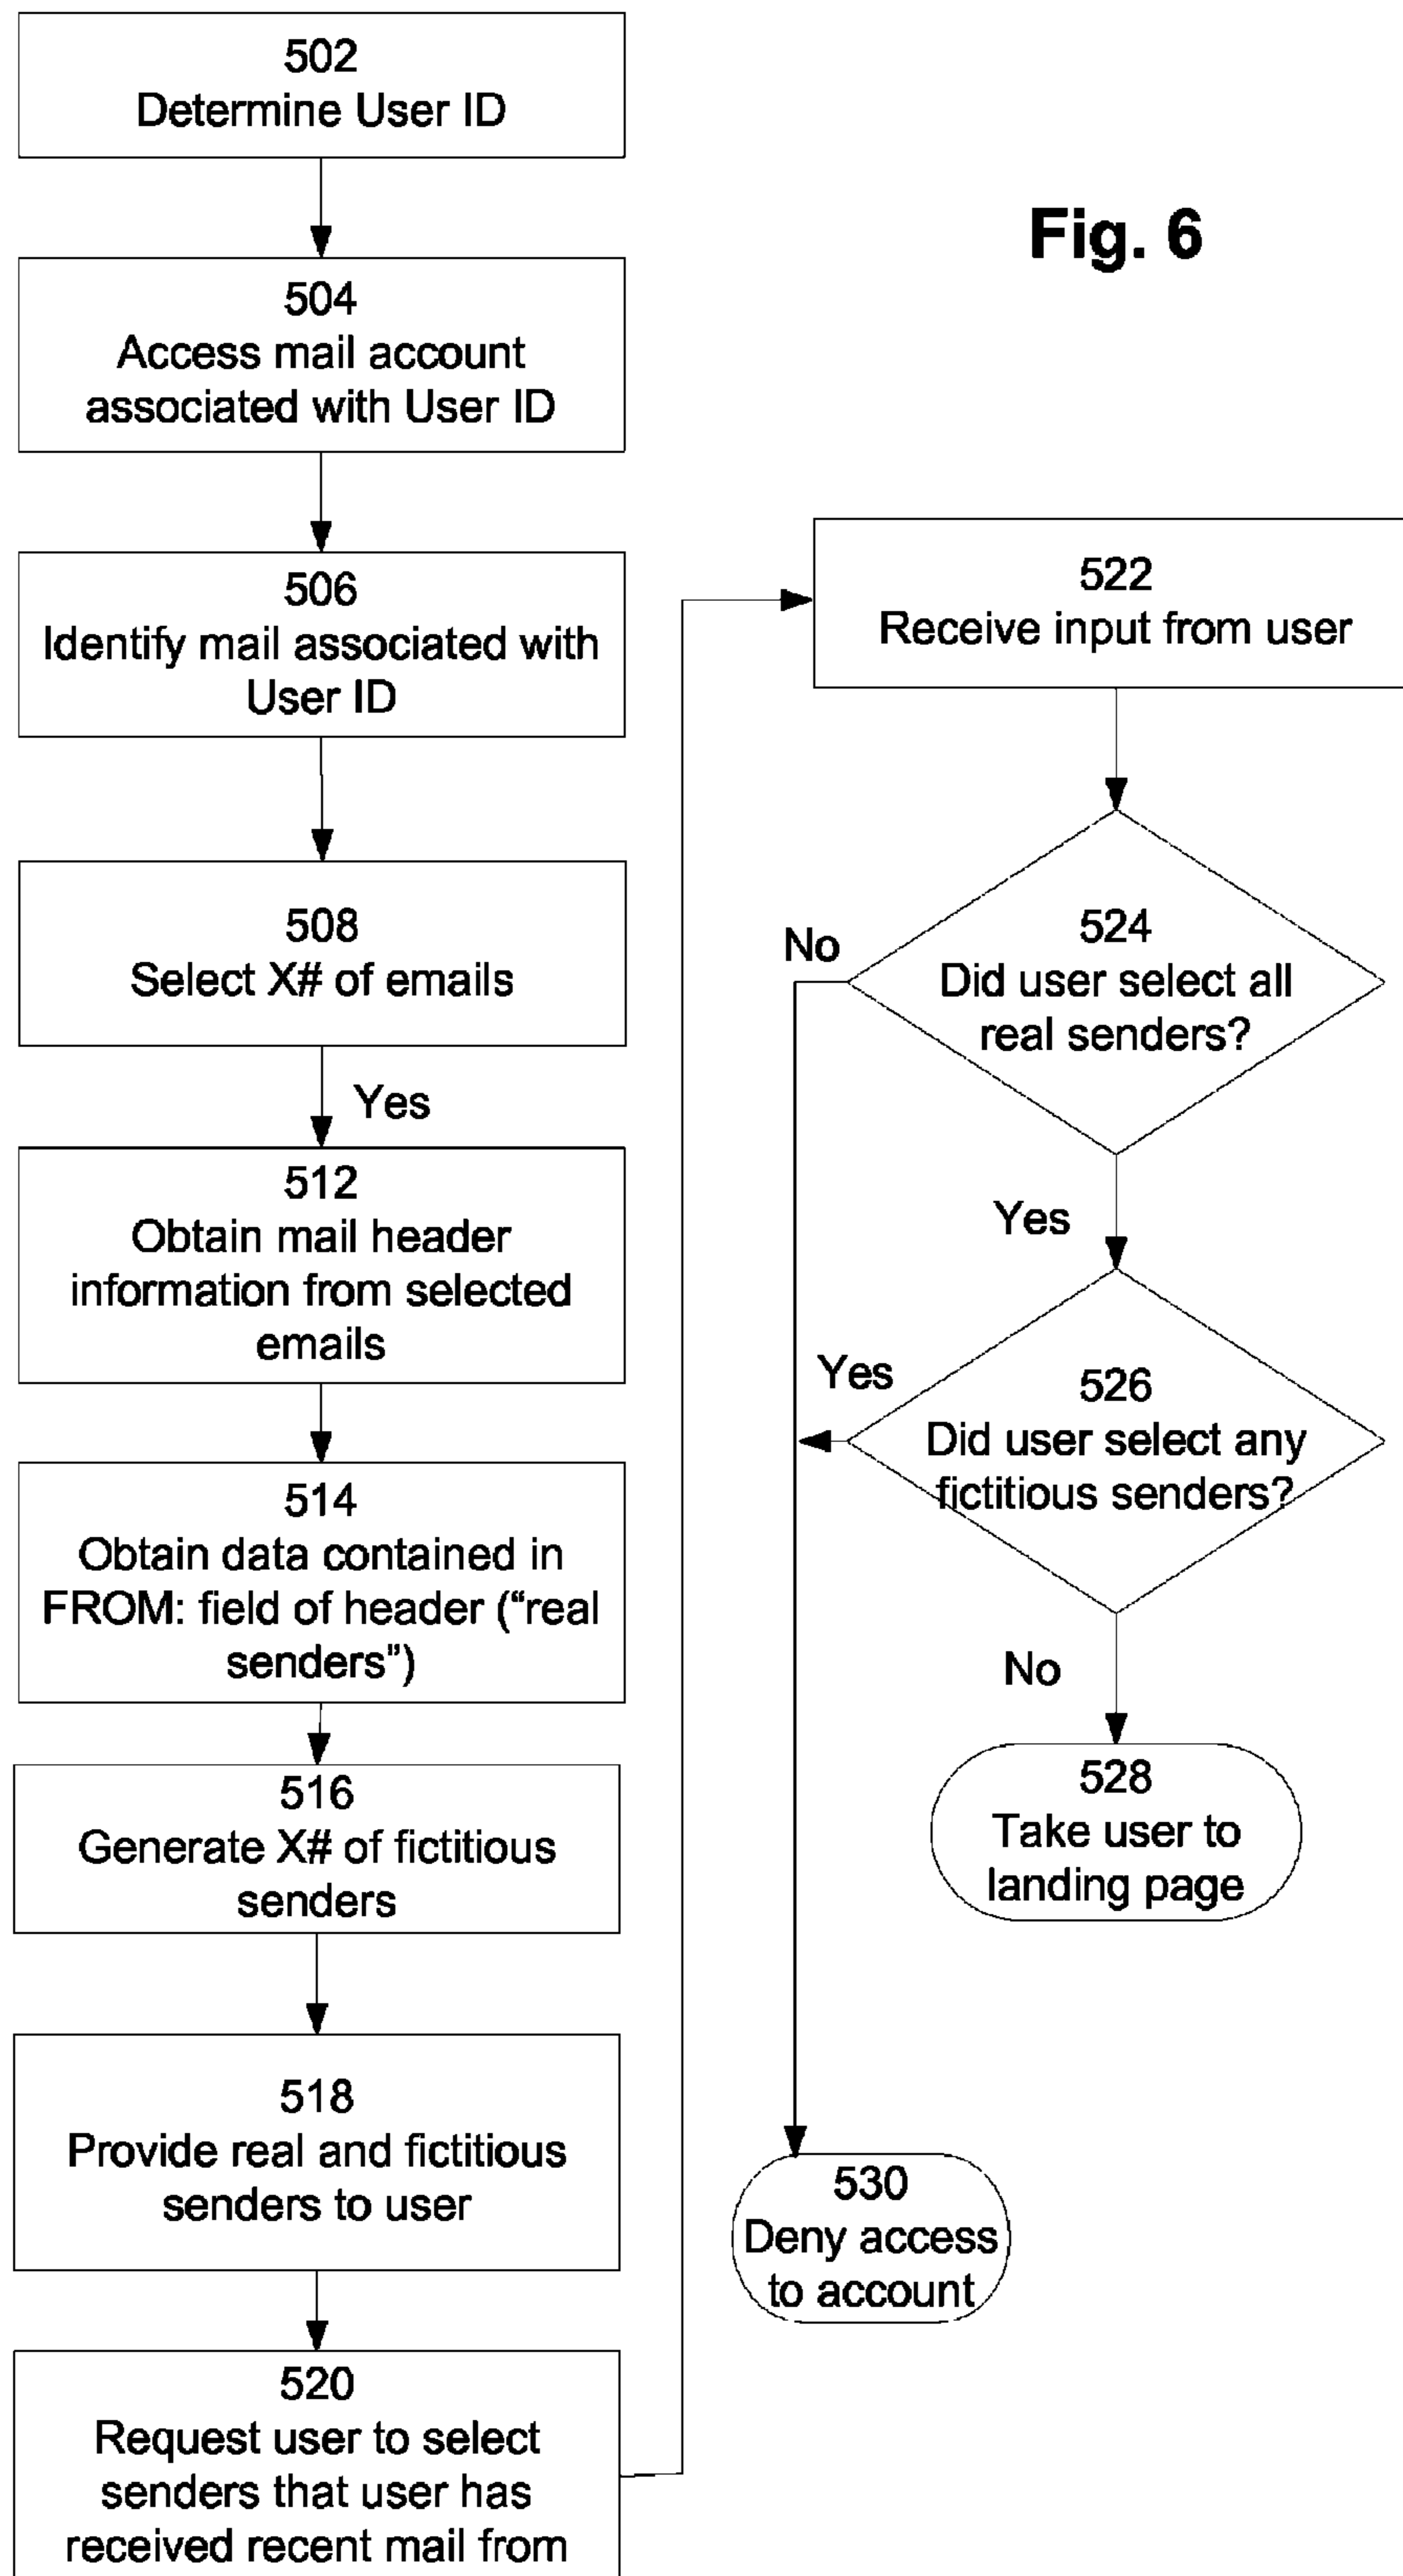 502
Determine User ID
Fig. 6
504
Access mail account
associated with User ID
506
Identify mail associated with
User ID
508
Select X# of emails
Yes
512
Obtain mail header
information from selected
emails
514
Obtain data contained in
FROM: field of header (“real
senders”)
516
Generate X# of fictitious
senders
518
Provide real and fictitious
senders to user
520
Request user to select
senders that user has
received recent mail from
522
Receive input from user
524
Did user select all
real senders?
No
Yes
526
Did user select any
fictitious senders?
Yes
No
528
Take user to
landing page
530
Deny access
to account